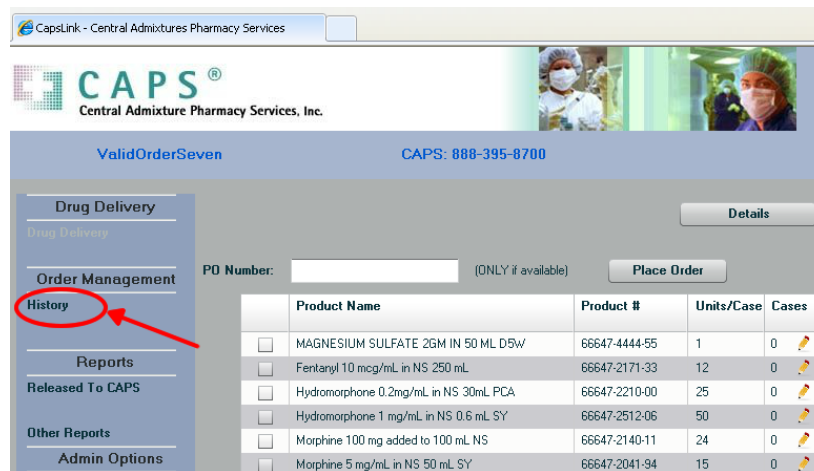 CapsLink - Central Admixtures Pharmacy Services
CAPS®
Central Admixture Pharmacy Services, Inc.
ValidOrderSeven CAPS: 888-395-8700
Drug Delivery
Details
Drug Delivery
PO Number: (ONLY if available) Place Order
Order Management
History
Product Name Product # Units/Case Cases
MAGNESIUM SULFATE 2GM IN 50 ML D5W 66647-4444-55 1 0
Reports
Fentanyl 10 mcg/mL in NS 250 mL 66647-2171-33 12 0
Released To CAPS
Hydromorphone 0.2mg/mL in NS 30mL PCA 66647-2210-00 25 0
Hydromorphone 1 mg/mL in NS 0.6 mL SY 66647-2512-06 50 0
Other Reports
Morphine 100 mg added to 100 mL NS 66647-2140-11 24 0
Admin Options
Morphine 5 mg/mL in NS 50 mL SY 66647-2041-94 15 0